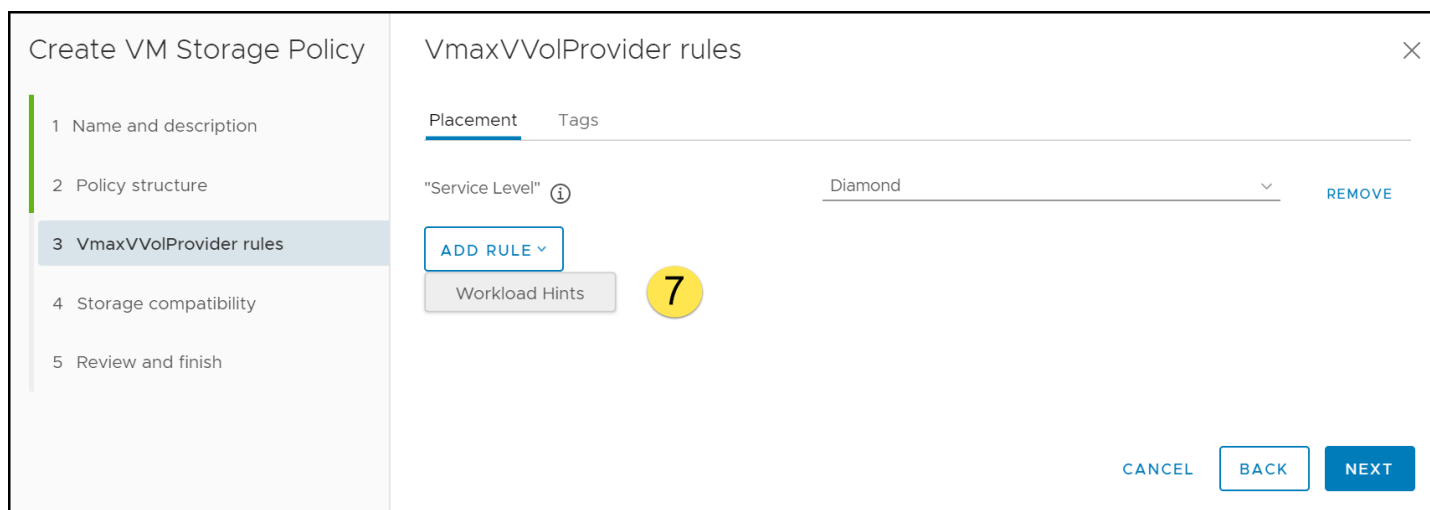 Create VM Storage Policy
1 Name and description
2 Policy structure
3 VmaxVVolProvider rules
4 Storage compatibility
5 Review and finish
VmaxVVolProvider rules
Placement Tags
"Service Level" Diamond REMOVE
ADD RULE
Workload Hints 7
CANCEL BACK NEXT